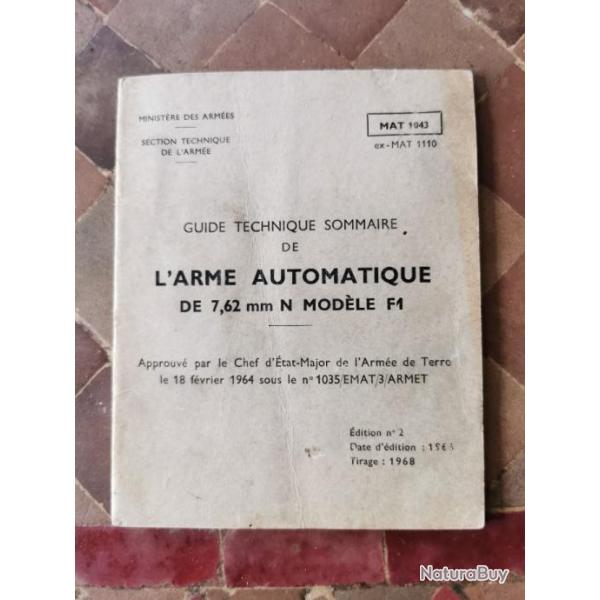 MINISTÈRE DES ARMÉES
SECTION TECHNIQUE
DE L'ARMÉE
MAT 1043
ex-MAT 1110
GUIDE TECHNIQUE SOMMAIRE
DE
L'ARME AUTOMATIQUE
DE 7,62 mm N MODÈLE F1
Approuvé par le Chef d'État-Major de l'Armée de Terre
le 18 février 1964 sous le n° 1035/EMAT/3/ARMET
Édition n° 2
Date d'édition :
Tirage : 1968
NaturaBuy